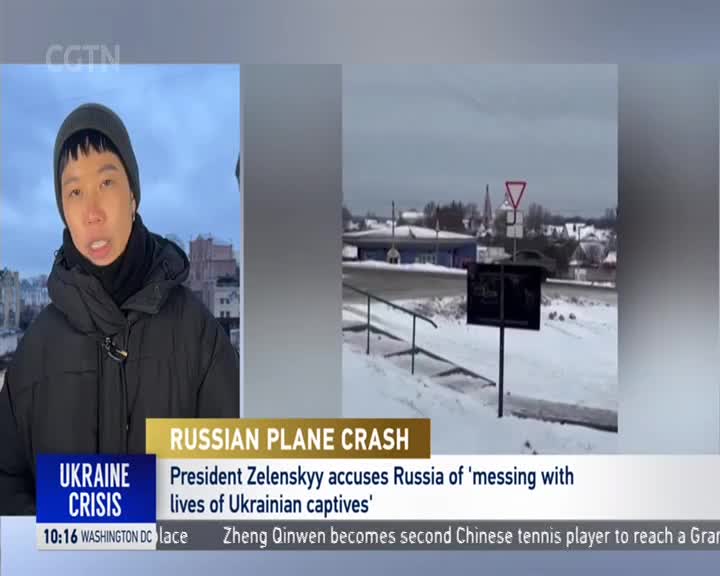 CGTN
RUSSIAN PLANE CRASH
UKRAINE
CRISIS
President Zelenskyy accuses Russia of 'messing with
lives of Ukrainian captives'
10:16 WASHINGTON DC
lace Zheng Qinwen becomes second Chinese tennis player to reach a Gran